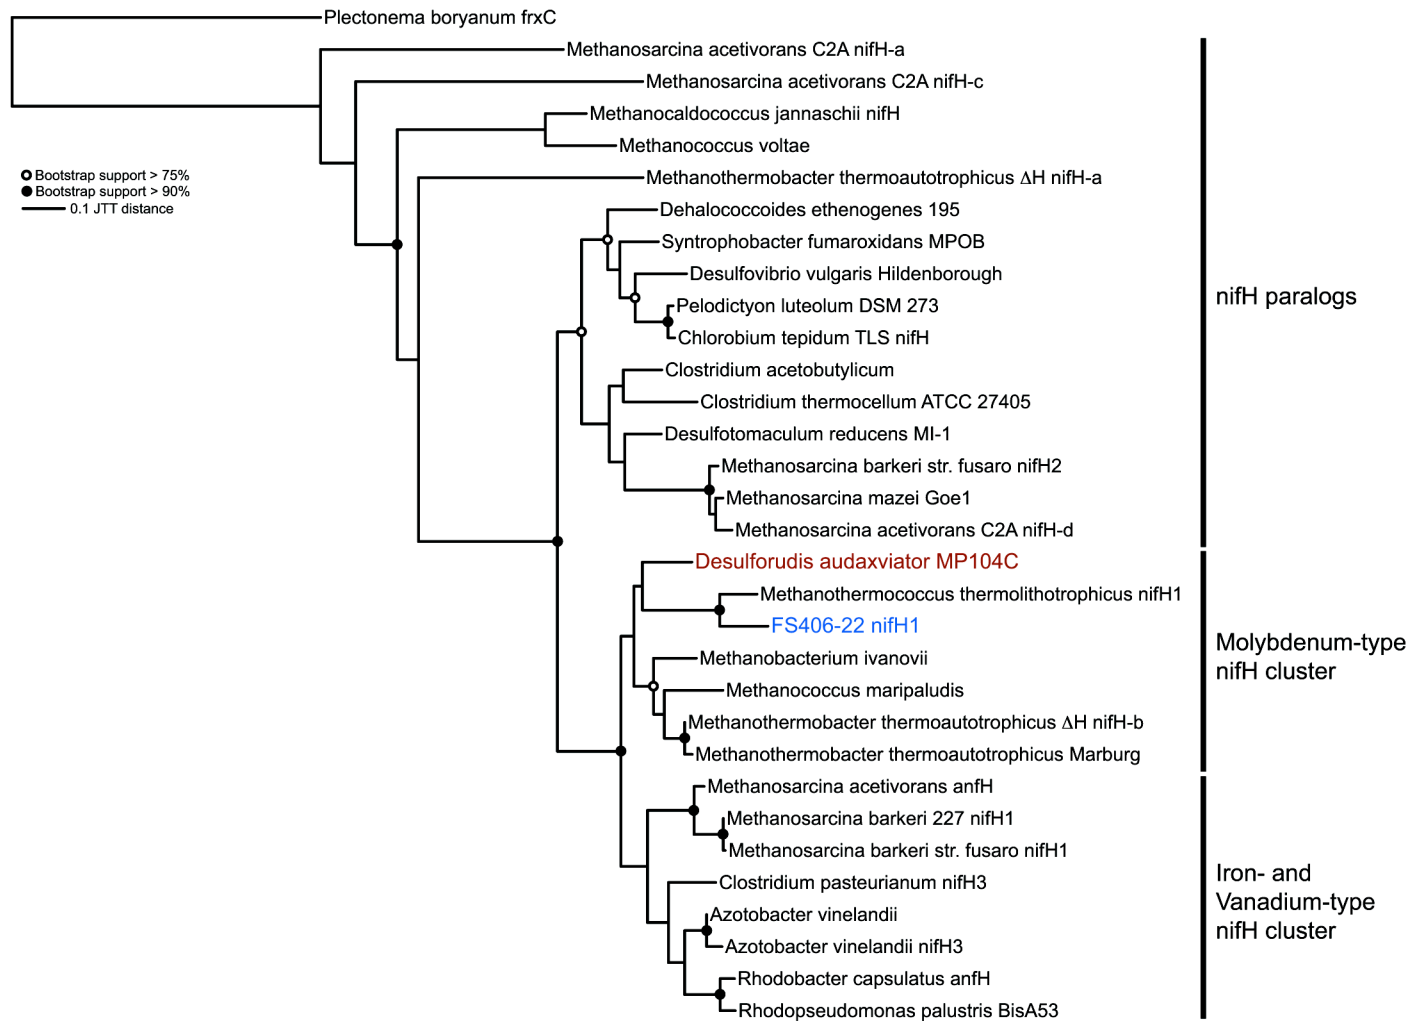 Plectonema boryanum frxC
Methanosarcina acetivorans C2A nifH-a
Methanosarcina acetivorans C2A nifH-c
Methanocaldococcus jannaschii nifH
Methanococcus voltae
Bootstrap support > 75%
Bootstrap support > 90%
0.1 JTT distance
Methanothermobacter thermoautotrophicus ΔH nifH-a
Dehalococcoides ethenogenes 195
Syntrophobacter fumaroxidans MPOB
Desulfovibrio vulgaris Hildenborough
Pelodictyon luteolum DSM 273
Chlorobium tepidum TLS nifH
Clostridium acetobutylicum
Clostridium thermocellum ATCC 27405
Desulfotomaculum reducens MI-1
Methanosarcina barkeri str. fusaro nifH2
Methanosarcina mazei Goe1
Methanosarcina acetivorans C2A nifH-d
nifH paralogs
Desulforudis audaxviator MP104C
Methanothermococcus thermolithotrophicus nifH1
FS406-22 nifH1
Methanobacterium ivanovii
Methanococcus maripaludis
Methanothermobacter thermoautotrophicus ΔH nifH-b
Methanothermobacter thermoautotrophicus Marburg
Molybdenum-type
nifH cluster
Methanosarcina acetivorans anfH
Methanosarcina barkeri 227 nifH1
Methanosarcina barkeri str. fusaro nifH1
Clostridium pasteurianum nifH3
Azotobacter vinelandii
Azotobacter vinelandii nifH3
Rhodobacter capsulatus anfH
Rhodopseudomonas palustris BisA53
Iron- and
Vanadium-type
nifH cluster